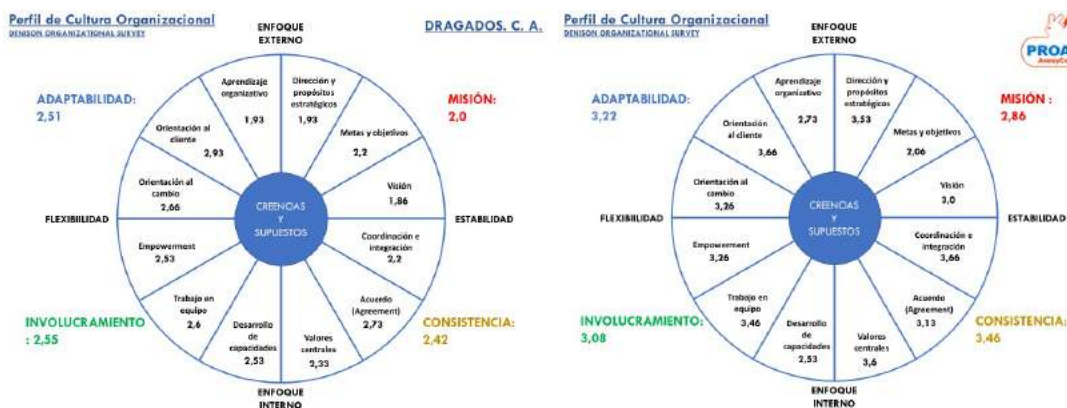 Perfil de Cultura Organizacional
DENISON ORGANIZATIONAL SURVEY
DRAGADOS. C. A.
ENFOQUE
EXTERNO
ADAPTABILIDAD:
2,51
MISIÓN:
2,0
Aprendizaje
organizativo
1,93
Dirección y
propósitos
estratégicos
1,93
Orientación al
cliente
2,93
Metas y objetivos
2,2
Orientación al
cambio
2,66
Visión
1,86
FLEXIBIILIDAD
CREENCIAS
Y
SUPUESTOS
ESTABILIDAD
Empowerment
2,53
Coordinación e
integración
2,2
Trabajo en
equipo
2,6
Acuerdo
(Agreement)
2,73
Desarrollo
de
capacidades
2,53
Valores
centrales
2,33
INVOLUCRAMIENTO
: 2,55
CONSISTENCIA:
2,42
ENFOQUE
INTERNO
Perfil de Cultura Organizacional
DENISON ORGANIZATIONAL SURVEY
ENFOQUE
EXTERNO
ADAPTABILIDAD:
3,22
MISIÓN :
2,86
Aprendizaje
organizativo
2,73
Dirección y
propósitos
estratégicos
3,53
Orientación al
cliente
3,66
Metas y objetivos
2,06
Orientación al
cambio
3,26
Visión
3,0
FLEXIBILIDAD
CREENCIAS
Y
SUPUESTOS
ESTABILIDAD
Empowerment
3,26
Coordinación e
integración
3,66
Trabajo en
equipo
3,46
Acuerdo
(Agreement)
3,13
Desarrollo
de
capacidades
2,53
Valores
centrales
3,6
INVOLUCRAMIENTO:
3,08
CONSISTENCIA:
3,46
ENFOQUE
INTERNO